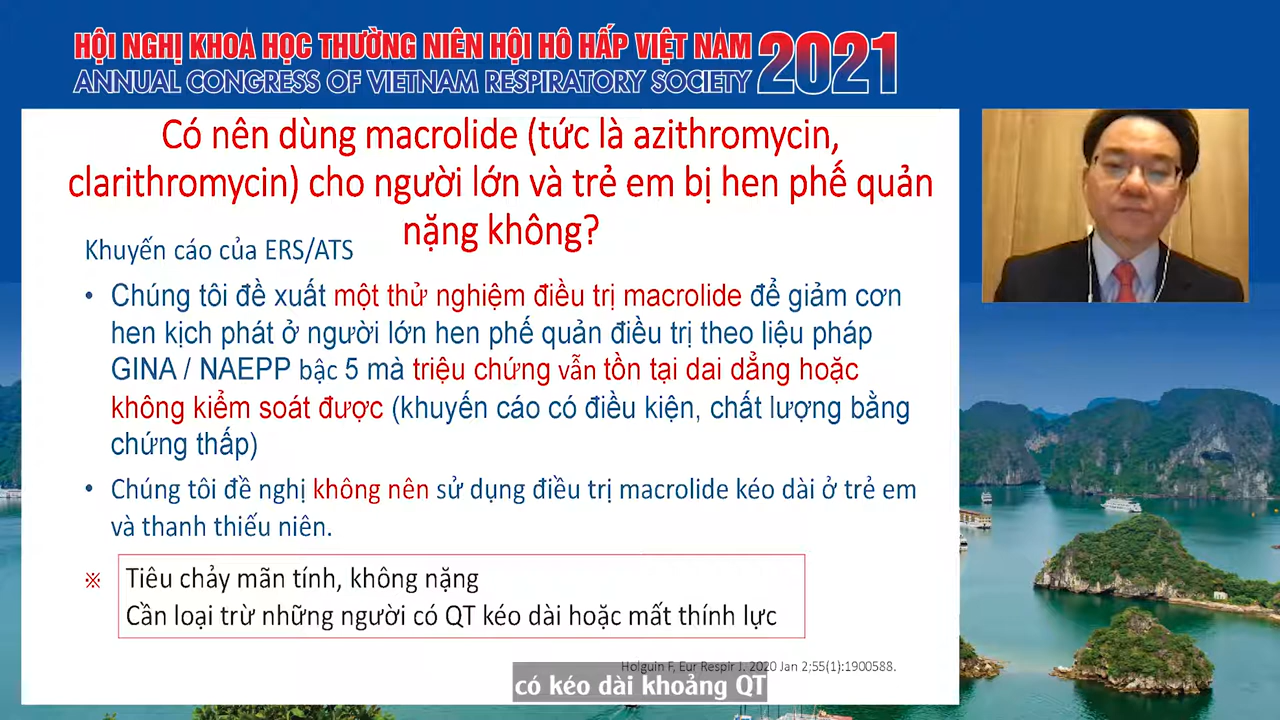 HỘI NGHỊ KHOA HỌC THƯỜNG NIÊN HỘI HÔ HẤP VIỆT NAM 2021
ANNUAL CONGRESS OF VIETNAM RESPIRATORY SOCIETY
Có nên dùng macrolide (tức là azithromycin,
clarithromycin) cho người lớn và trẻ em bị hen phế quản
nặng không?
Khuyến cáo của ERS/ATS
• Chúng tôi đề xuất một thử nghiệm điều trị macrolide để giảm cơn
hen kịch phát ở người lớn hen phế quản điều trị theo liệu pháp
GINA / NAEPP bậc 5 mà triệu chứng vẫn tồn tại dai dẳng hoặc
không kiểm soát được (khuyến cáo có điều kiện, chất lượng bằng
chứng thấp)
• Chúng tôi đề nghị không nên sử dụng điều trị macrolide kéo dài ở trẻ em
và thanh thiếu niên.
※ Tiêu chảy mãn tính, không nặng
Cần loại trừ những người có QT kéo dài hoặc mất thính lực
Holguin F, Eur Respir J. 2020 Jan 2;55(1):1900588.
có kéo dài khoảng QT